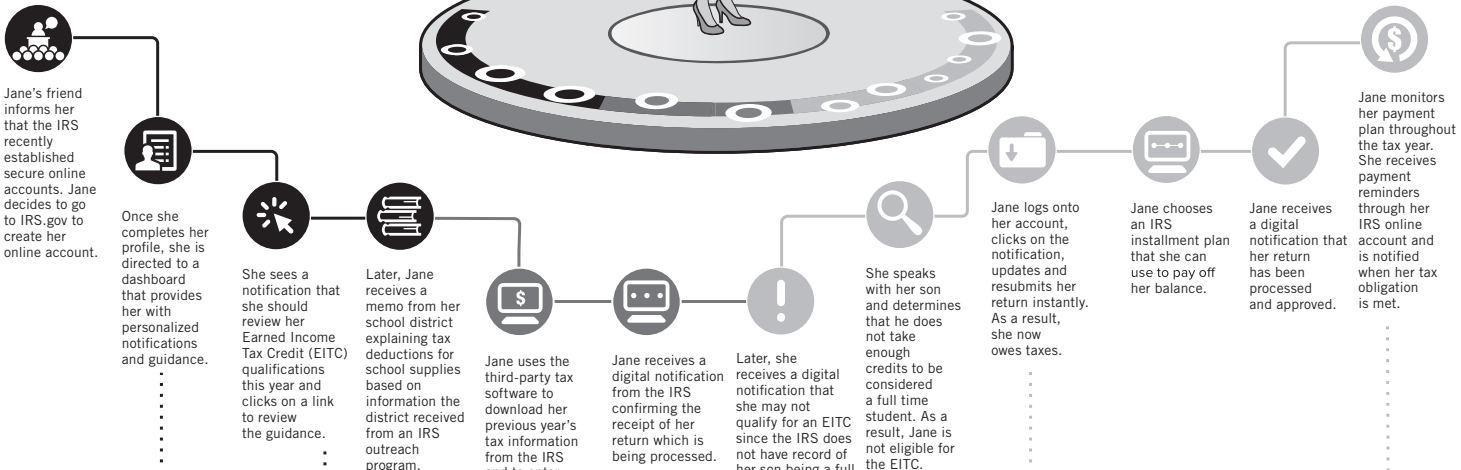 Jane's friend
informs her
that the IRS
recently
established
secure online
accounts. Jane
decides to go
to IRS.gov to
create her
online account.
Once she
completes her
profile, she is
directed to a
dashboard
that provides
her with
personalized
notifications
and guidance.
She sees a
notification that
she should
review her
Earned Income
Tax Credit (EITC)
qualifications
this year and
clicks on a link
to review
the guidance.
Later, Jane
receives a
memo from her
school district
explaining tax
deductions for
school supplies
based on
information the
district received
from an IRS
outreach
program.
$
Jane uses the
third-party tax
software to
download her
previous year's
tax information
from the IRS
Jane receives a
digital notification
from the IRS
confirming the
receipt of her
return which is
being processed.
Later, she
receives a digital
notification that
she may not
qualify for an EITC
since the IRS does
not have record of
her son being a full
She speaks
with her son
and determines
that he does
not take
enough
credits to be
considered
a full time
student. As a
result, Jane is
not eligible for
the EITC.
Jane logs onto
her account,
clicks on the
notification,
updates and
resubmits her
return instantly.
As a result,
she now
owes taxes.
Jane chooses
an IRS
installment plan
that she can
use to pay off
her balance.
Jane receives
a digital
notification that
her return
has been
processed
and approved.
$
Jane monitors
her payment
plan throughout
the tax year.
She receives
payment
reminders
through her
IRS online
account and
is notified
when her tax
obligation
is met.